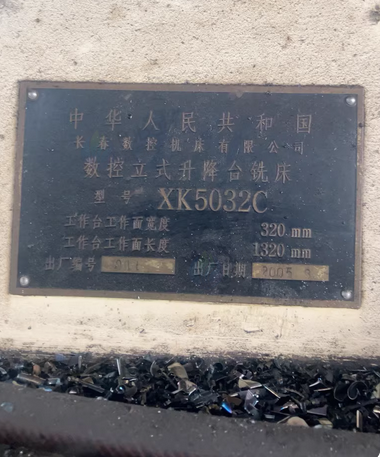 中华人民共和国
长春数控机床有限公司
数控立式升降台铣床
型号 XK5032C
工作台工作面宽度 320 mm
工作台工作面长度 1320 mm
出厂编号 出厂日期 2005